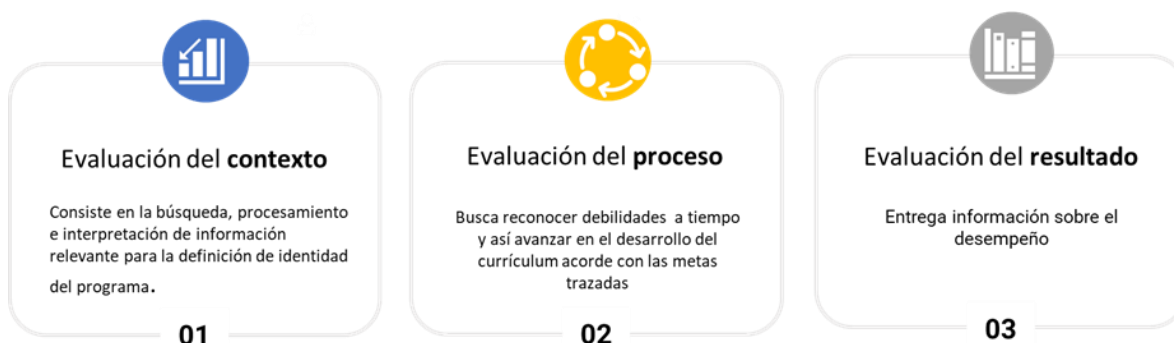 Evaluación del contexto
Consiste en la búsqueda, procesamiento
e interpretación de información
relevante para la definición de identidad
del programa.
01
Evaluación del proceso
Busca reconocer debilidades a tiempo
y así avanzar en el desarrollo del
currículum acorde con las metas
trazadas
02
Evaluación del resultado
Entrega información sobre el
desempeño
03